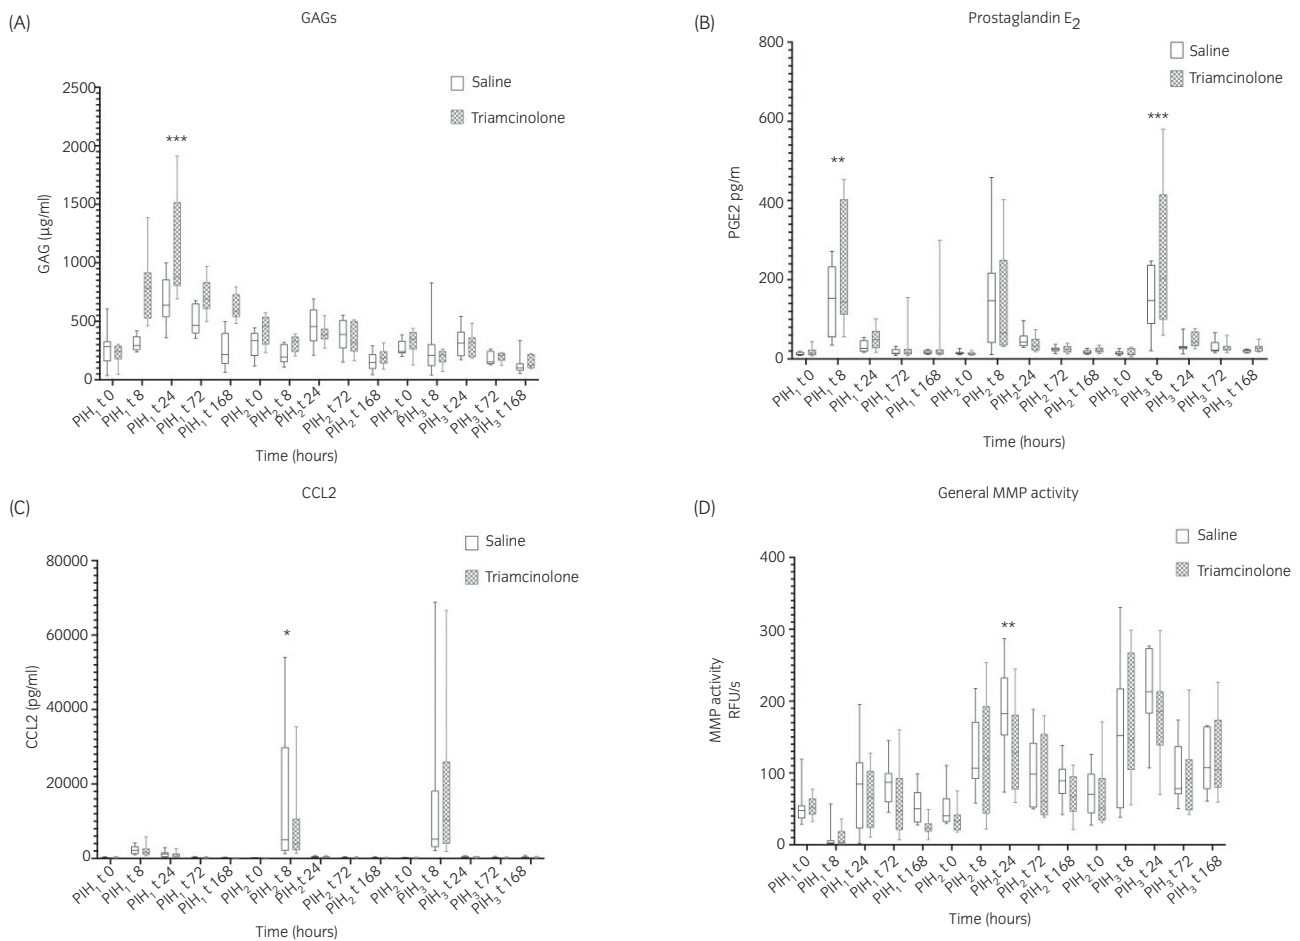 (A)
GAGs
Saline
Triamcinolone
***
GAG (µg/ml)
2500
2000
1500
1000
500
0
PIH1 t 0
PIH1 t 8
PIH1 t 24
PIH1 t 72
PIH1 t 168
PIH2 t 0
PIH2 t 8
PIH2 t 24
PIH2 t 72
PIH2 t 168
PIH2 t 0
PIH3 t 8
PIH3 t 24
PIH3 t 72
PIH3 t 168
Time (hours)
(B)
Prostaglandin E2
Saline
Triamcinolone
**
***
PGE2 pg/m
800
600
400
200
0
PIH1 t 0
PIH1 t 8
PIH1 t 24
PIH1 t 72
PIH1 t 168
PIH2 t 0
PIH2 t 8
PIH2 t 24
PIH2 t 72
PIH2 t 168
PIH2 t 0
PIH3 t 8
PIH3 t 24
PIH3 t 72
PIH3 t 168
Time (hours)
(C)
CCL2
Saline
Triamcinolone
*
CCL2 (pg/ml)
80000
60000
40000
20000
0
PIH1 t 0
PIH1 t 8
PIH1 t 24
PIH1 t 72
PIH1 t 168
PIH2 t 0
PIH2 t 8
PIH2 t 24
PIH2 t 72
PIH2 t 168
PIH2 t 0
PIH3 t 8
PIH3 t 24
PIH3 t 72
PIH3 t 168
Time (hours)
(D)
General MMP activity
Saline
Triamcinolone
**
MMP activity
RFU/s
400
300
200
100
0
PIH1 t 0
PIH1 t 8
PIH1 t 24
PIH1 t 72
PIH1 t 168
PIH2 t 0
PIH2 t 8
PIH2 t 24
PIH2 t 72
PIH2 t 168
PIH2 t 0
PIH3 t 8
PIH3 t 24
PIH3 t 72
PIH3 t 168
Time (hours)